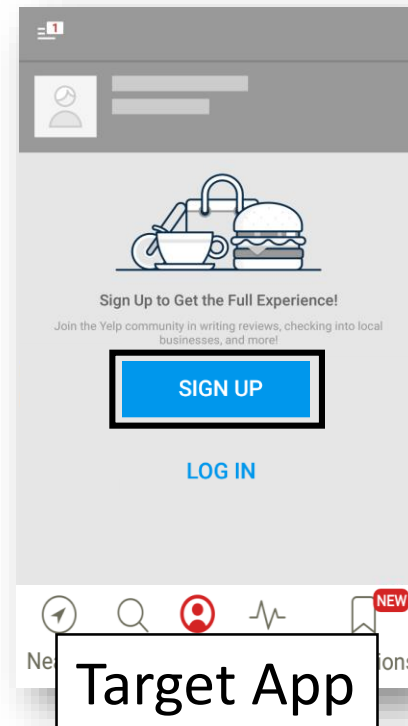 1
Sign Up to Get the Full Experience!
Join the Yelp community in writing reviews, checking into local
businesses, and more!
SIGN UP
LOG IN
NEW
Target App